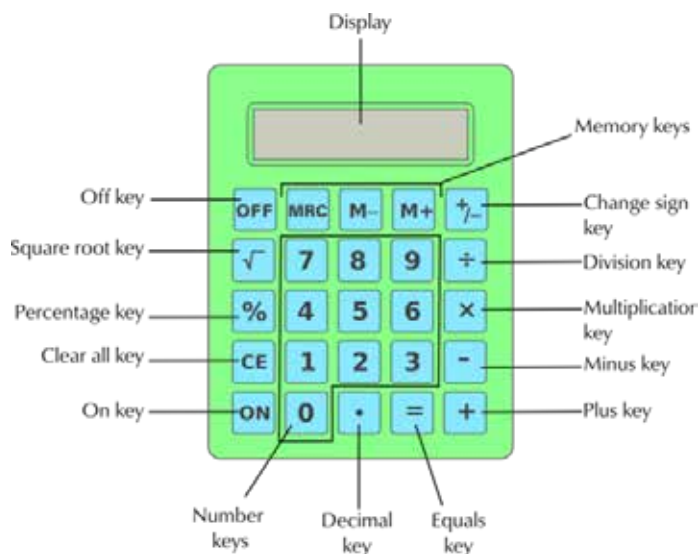 Display
Memory keys
Off key
OFF MRC M- M+ +/-
Change sign
key
Square root key
√ 7 8 9 ÷
Division key
Percentage key
% 4 5 6 ×
Multiplication
key
Clear all key
CE 1 2 3 -
Minus key
On key
ON 0 . = +
Plus key
Number
keys
Decimal
key
Equals
key